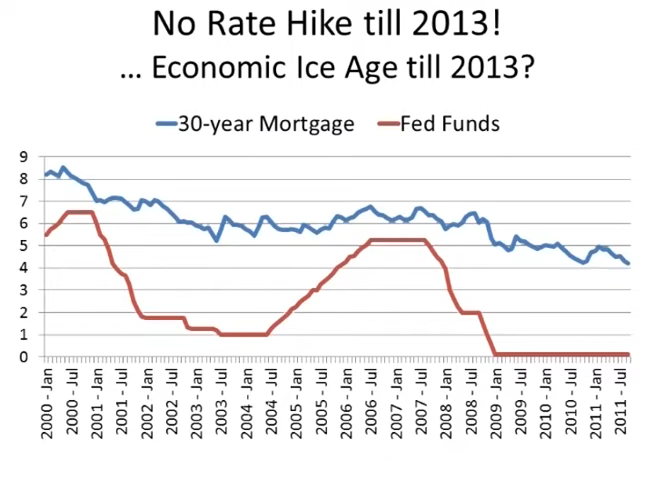 No Rate Hike till 2013!
... Economic Ice Age till 2013?
30-year Mortgage Fed Funds
9
8
7
6
5
4
3
2
1
0
2000 - Jan
2000 - Jul
2001 - Jan
2001 - Jul
2002 - Jan
2002 - Jul
2003 - Jan
2003 - Jul
2004 - Jan
2004 - Jul
2005 - Jan
2005 - Jul
2006 - Jan
2006 - Jul
2007 - Jan
2007 - Jul
2008 - Jan
2008 - Jul
2009 - Jan
2009 - Jul
2010 - Jan
2010 - Jul
2011 - Jan
2011 - Jul